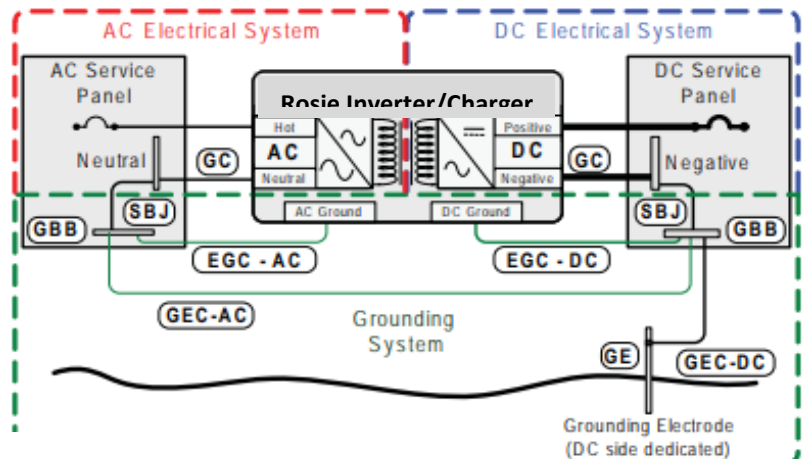 AC Electrical System
DC Electrical System
AC Service
Panel
Rosie Inverter/Charger
DC Service
Panel
Hot
AC
Neutral
Positive
DC
Negative
Neutral
GC
GC
Negative
SBJ
GBB
AC Ground
DC Ground
SBJ
GBB
EGC - AC
EGC - DC
GEC-AC
Grounding
System
GE
GEC-DC
Grounding Electrode
(DC side dedicated)